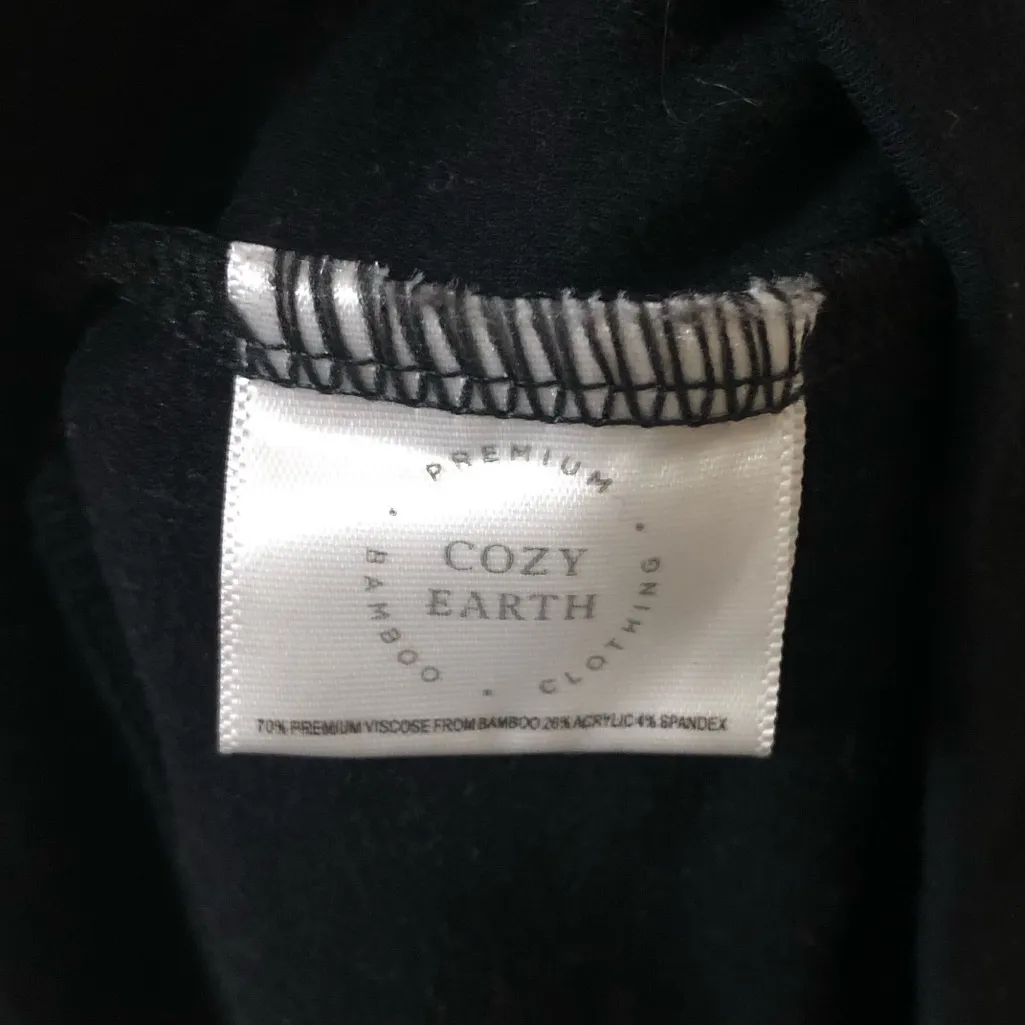 PREMIUM
BAMBOO
CLOTHING
COZY
EARTH
70% PREMIUM VISCOSE FROM BAMBOO 26% ACRYLIC 4% SPANDEX